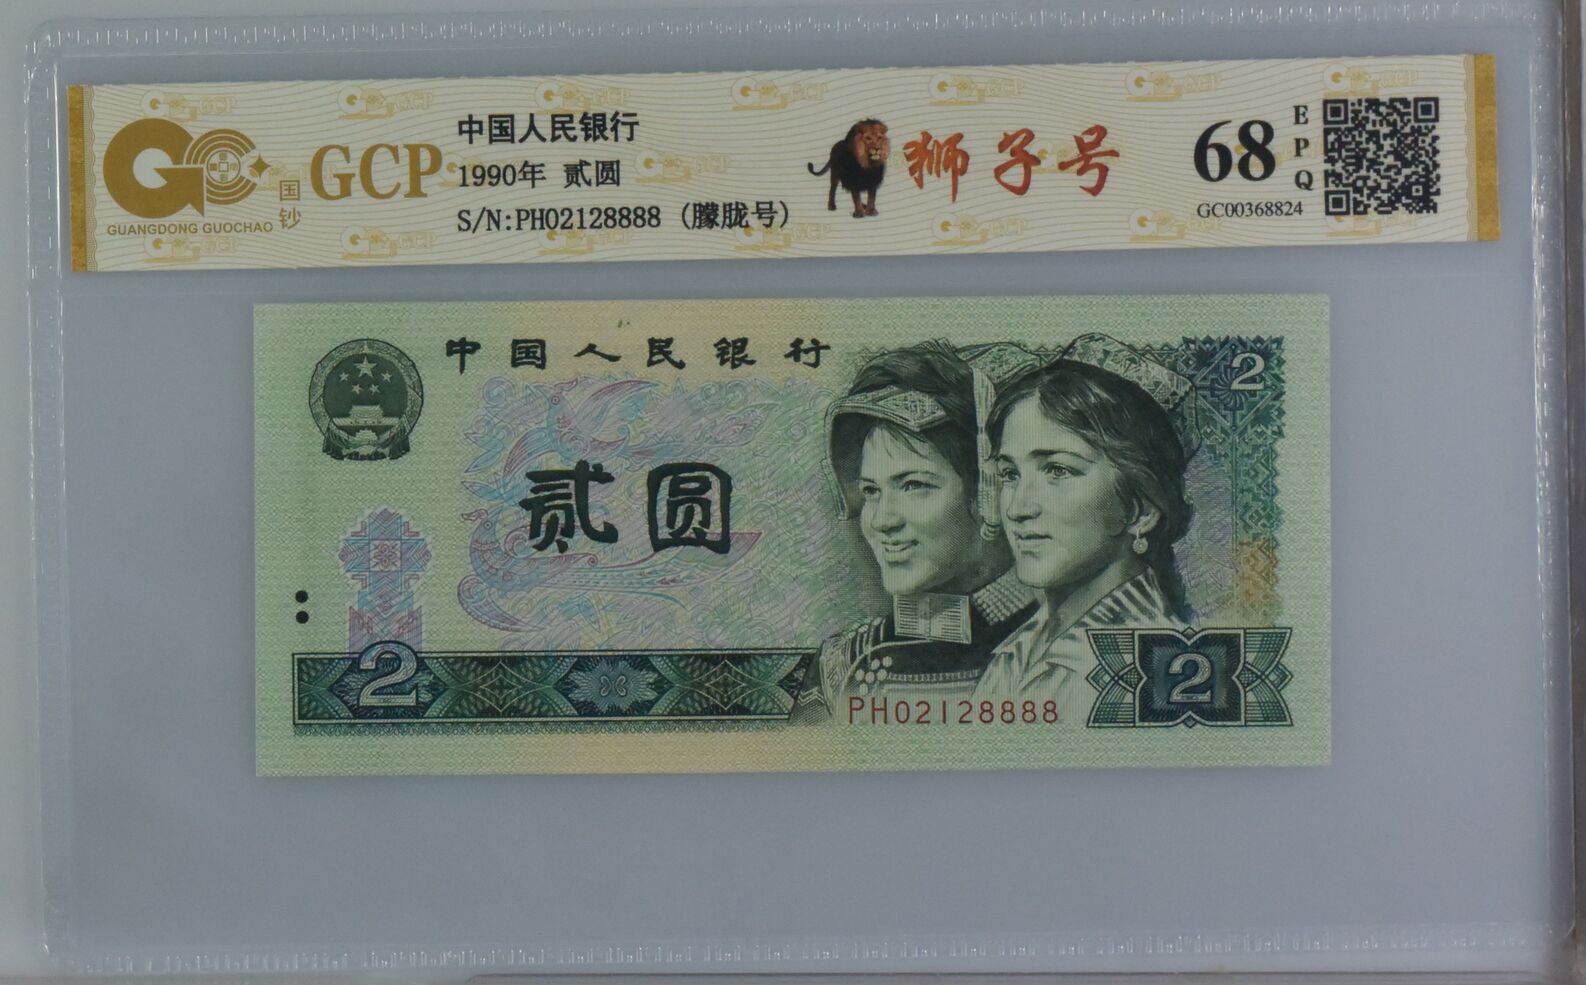 GUANGDONG GUOCHAO
国钞
GCP
中国人民银行
1990年 贰圆
S/N:PH02128888 (朦胧号)
狮子号
68
EPQ
GC00368824
中国人民银行
2
贰圆
2
PH02128888
2